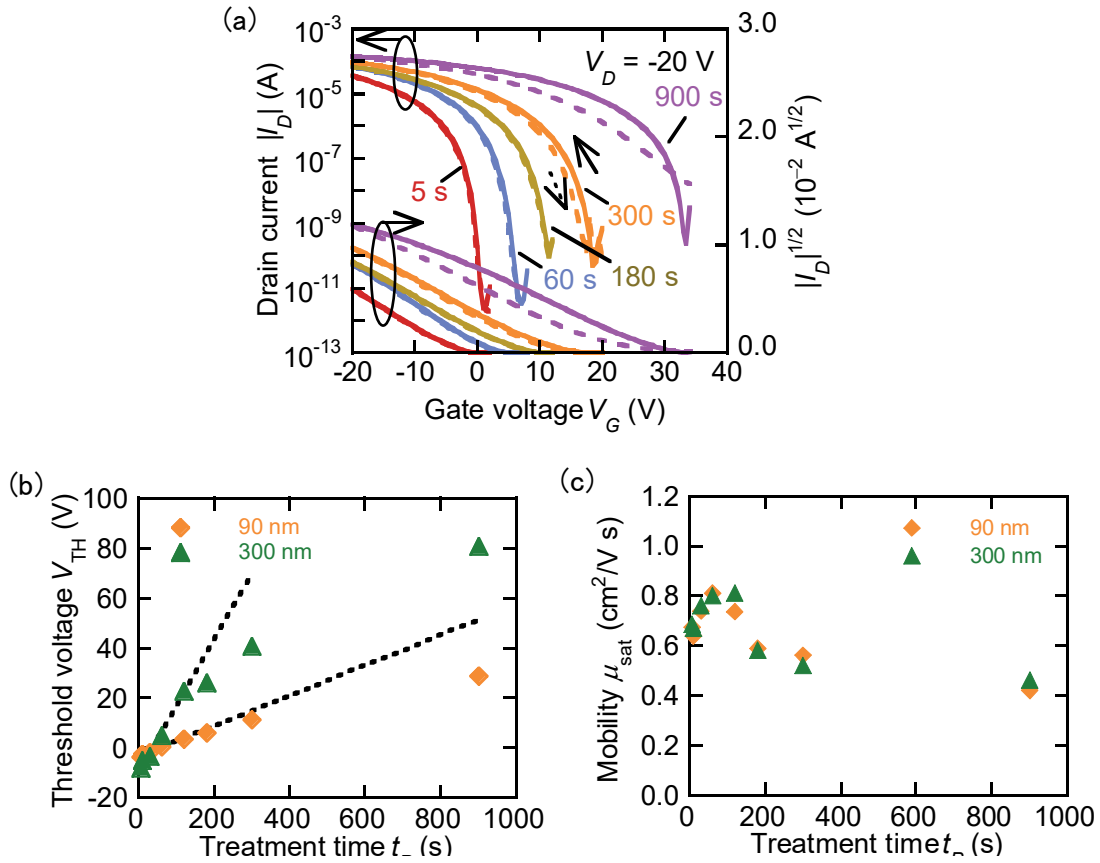 (a)
10⁻³
10⁻⁵
10⁻⁷
10⁻⁹
10⁻¹¹
10⁻¹³
Drain current |I_D| (A)
V_D = -20 V
900 s
5 s
300 s
60 s
180 s
3.0
2.0
1.0
0.0
|I_D|^1/2 (10⁻² A^1/2)
-20 -10 0 10 20 30 40
Gate voltage V_G (V)
(b)
100
80
60
40
20
0
-20
Threshold voltage V_TH (V)
90 nm
300 nm
0 200 400 600 800 1000
Treatment time t (s)
(c)
1.2
1.0
0.8
0.6
0.4
0.2
0.0
Mobility μ_sat (cm²/V s)
90 nm
300 nm
0 200 400 600 800 1000
Treatment time t (s)